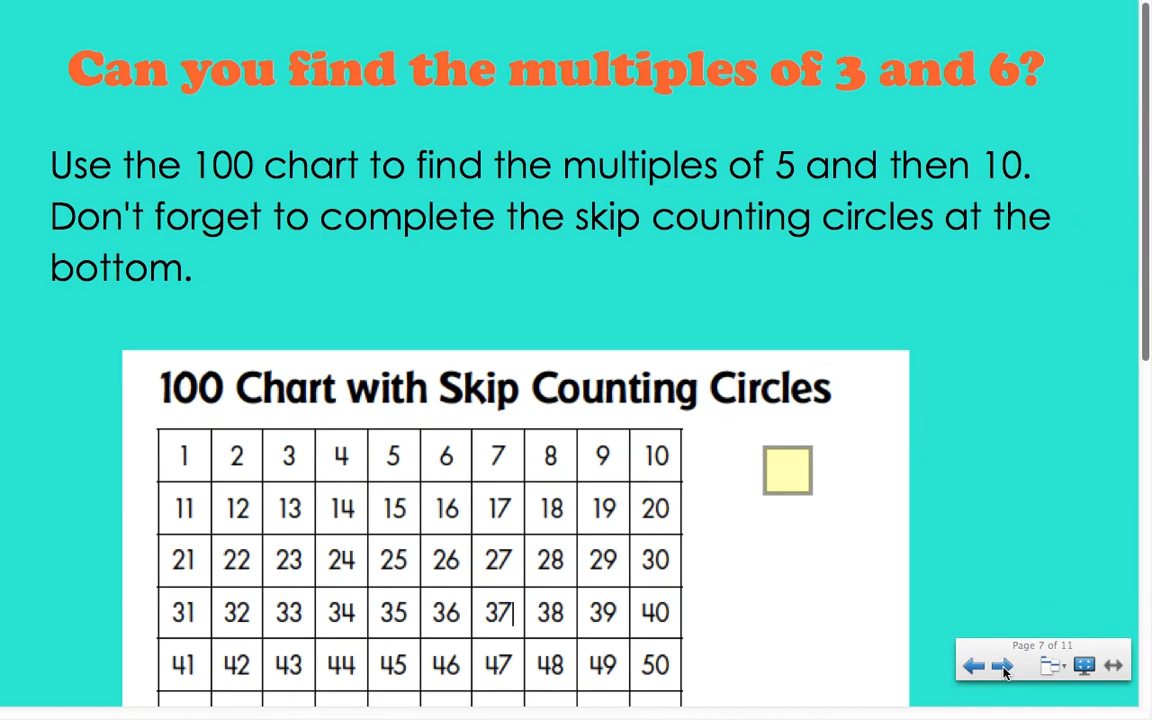 Can you find the multiples of 3 and 6?
Use the 100 chart to find the multiples of 5 and then 10.
Don't forget to complete the skip counting circles at the
bottom.
100 Chart with Skip Counting Circles
1 2 3 4 5 6 7 8 9 10
11 12 13 14 15 16 17 18 19 20
21 22 23 24 25 26 27 28 29 30
31 32 33 34 35 36 37 38 39 40
41 42 43 44 45 46 47 48 49 50
Page 7 of 11